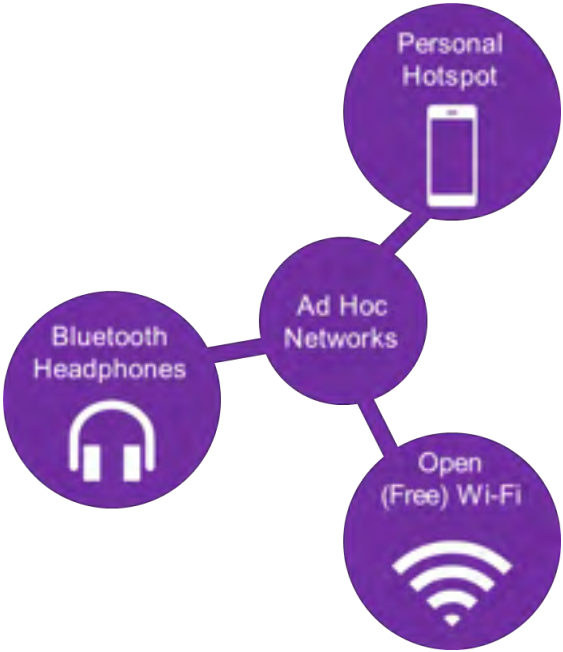 Personal
Hotspot
Ad Hoc
Networks
Bluetooth
Headphones
Open
(Free) Wi-Fi